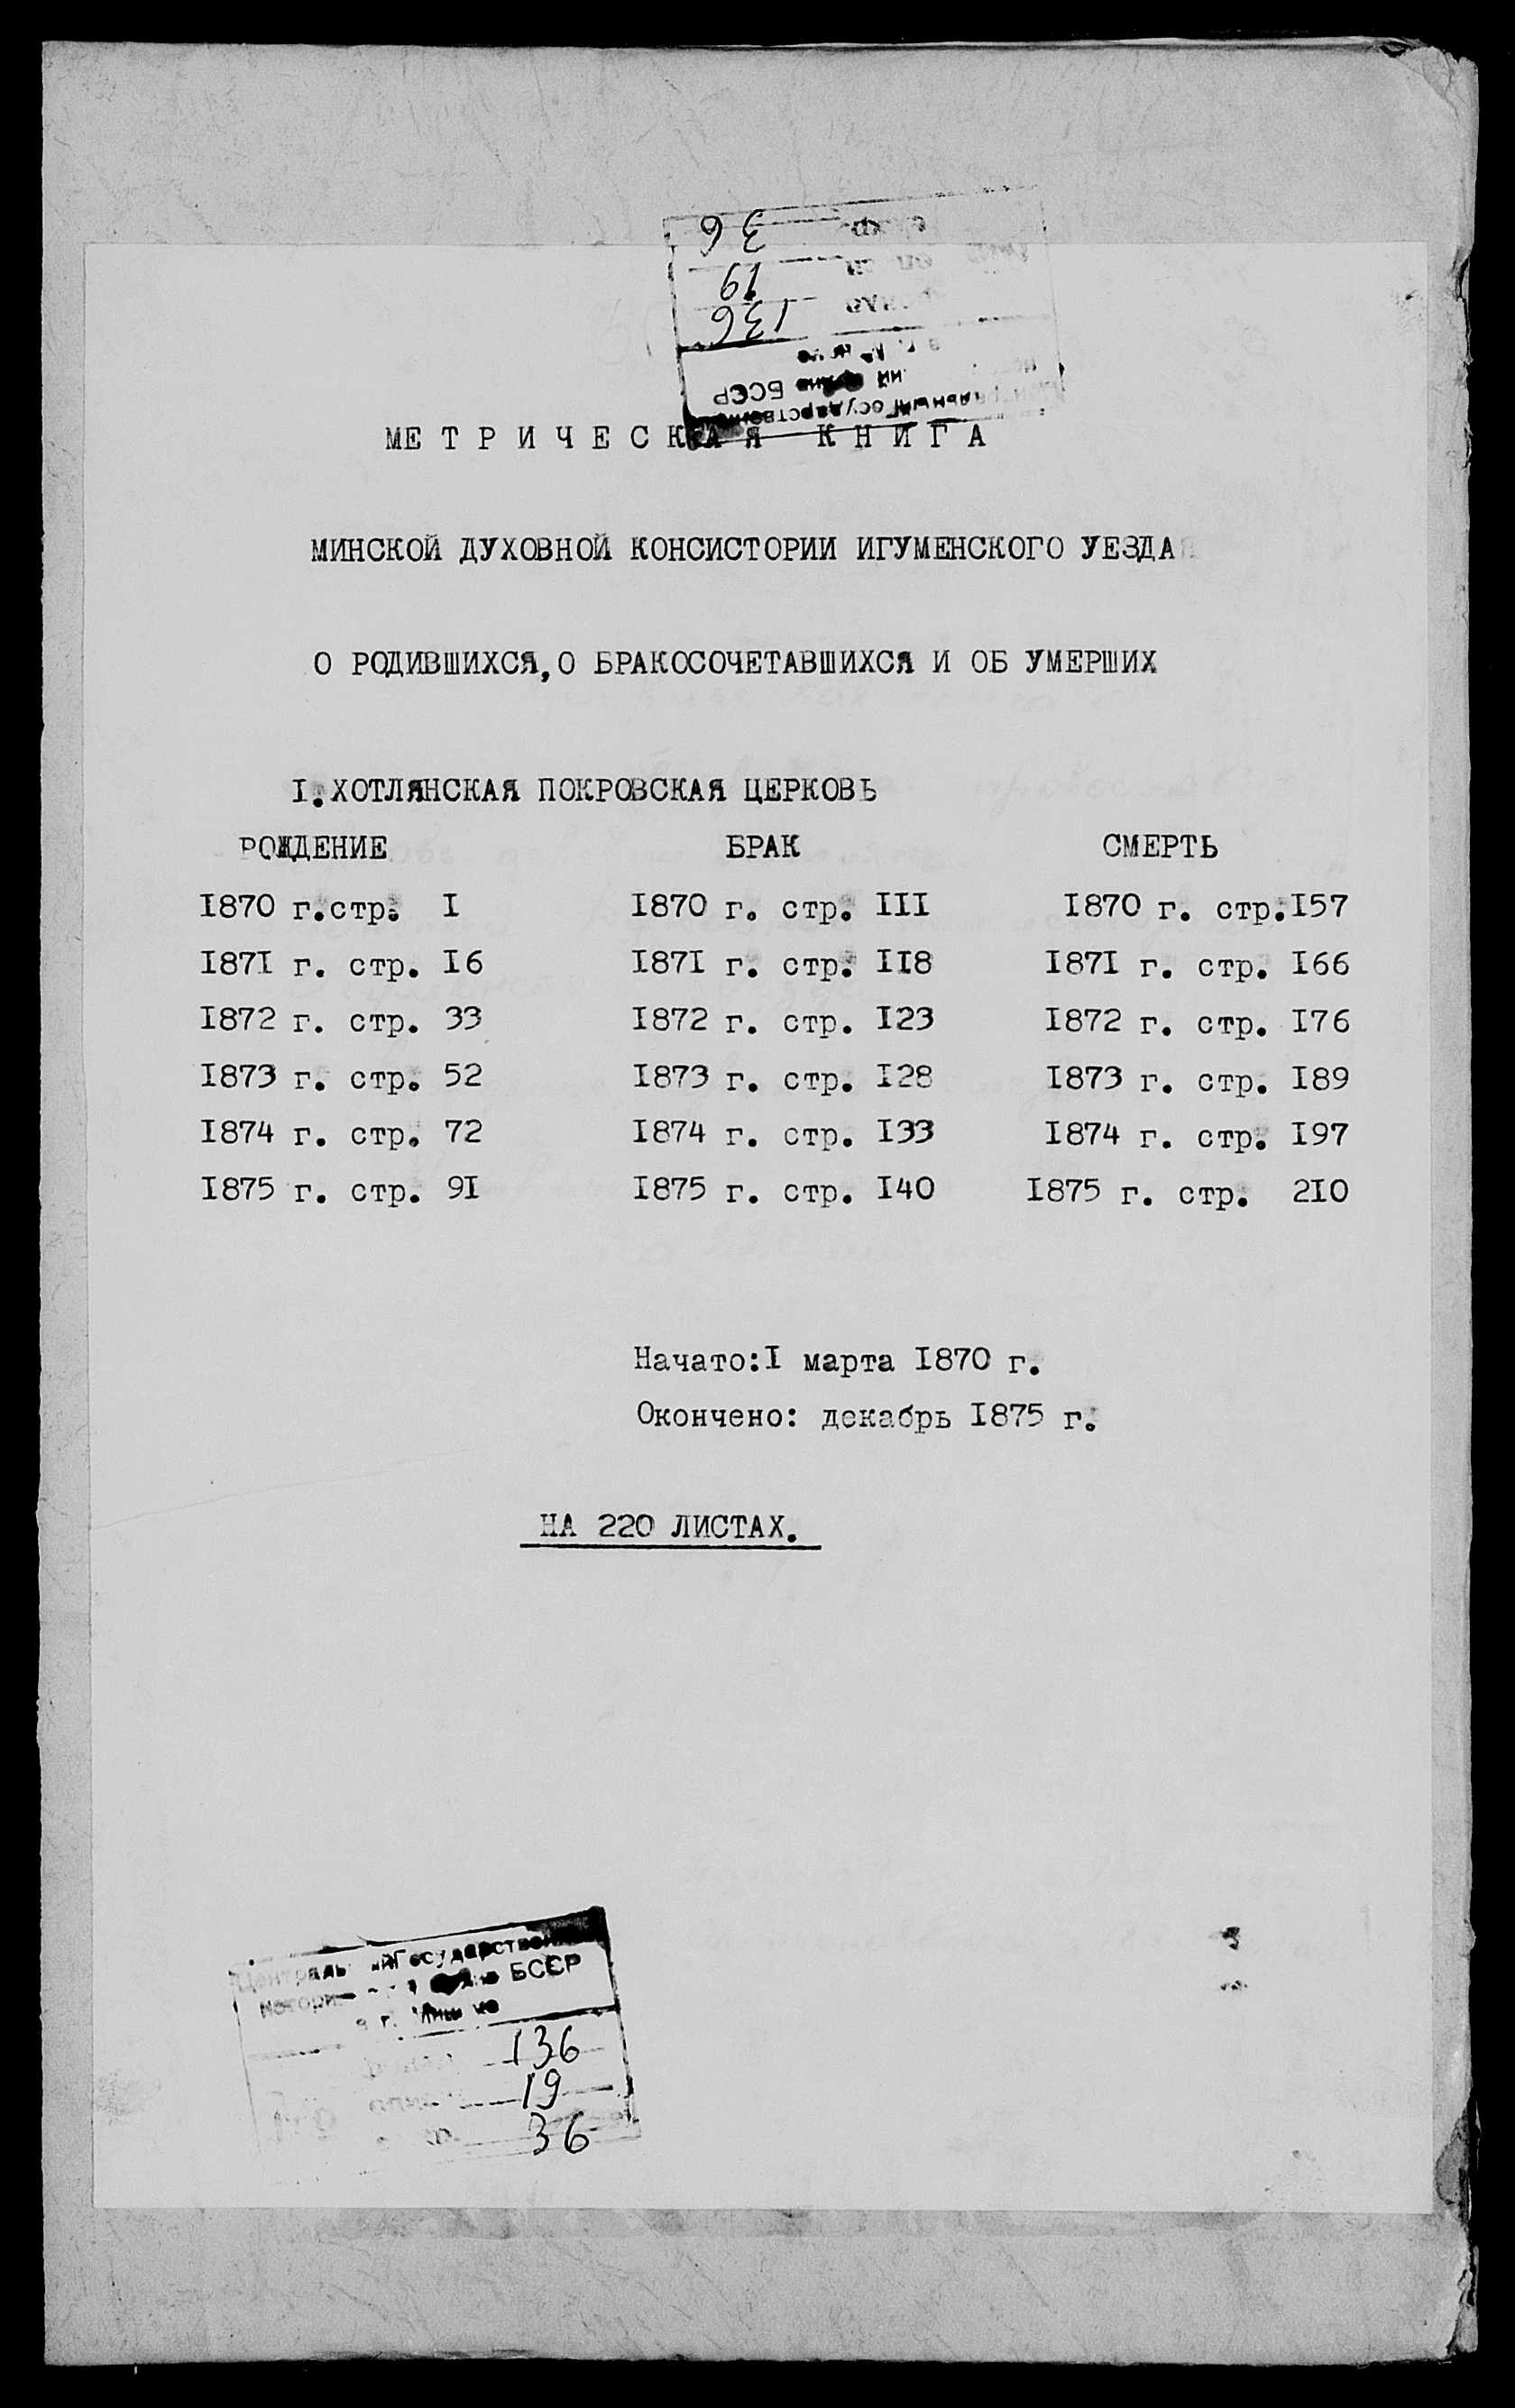 36
19
136
БССР
МЕТРИЧЕСКАЯ КНИГА
МИНСКОЙ ДУХОВНОЙ КОНСИСТОРИИ ИГУМЕНСКОГО УЕЗДА
О РОДИВШИХСЯ, О БРАКОСОЧЕТАВШИХСЯ И ОБ УМЕРШИХ
I. ХОТЛЯНСКАЯ ПОКРОВСКАЯ ЦЕРКОВЬ
РОЖДЕНИЕ БРАК СМЕРТЬ
I870 г.стр. I I870 г. стр. III I870 г. стр.I57
I87I г. стр. I6 I87I г. стр. II8 I87I г. стр. I66
I872 г. стр. 33 I872 г. стр. I23 I872 г. стр. I76
I873 г. стр. 52 I873 г. стр. I28 I873 г. стр. I89
I874 г. стр. 72 I874 г. стр. I33 I874 г. стр. I97
I875 г. стр. 9I I875 г. стр. I40 I875 г. стр. 2I0
Начато:I марта I870 г.
Окончено: декабрь I875 г.
НА 220 ЛИСТАХ.
БССР
136
19
36